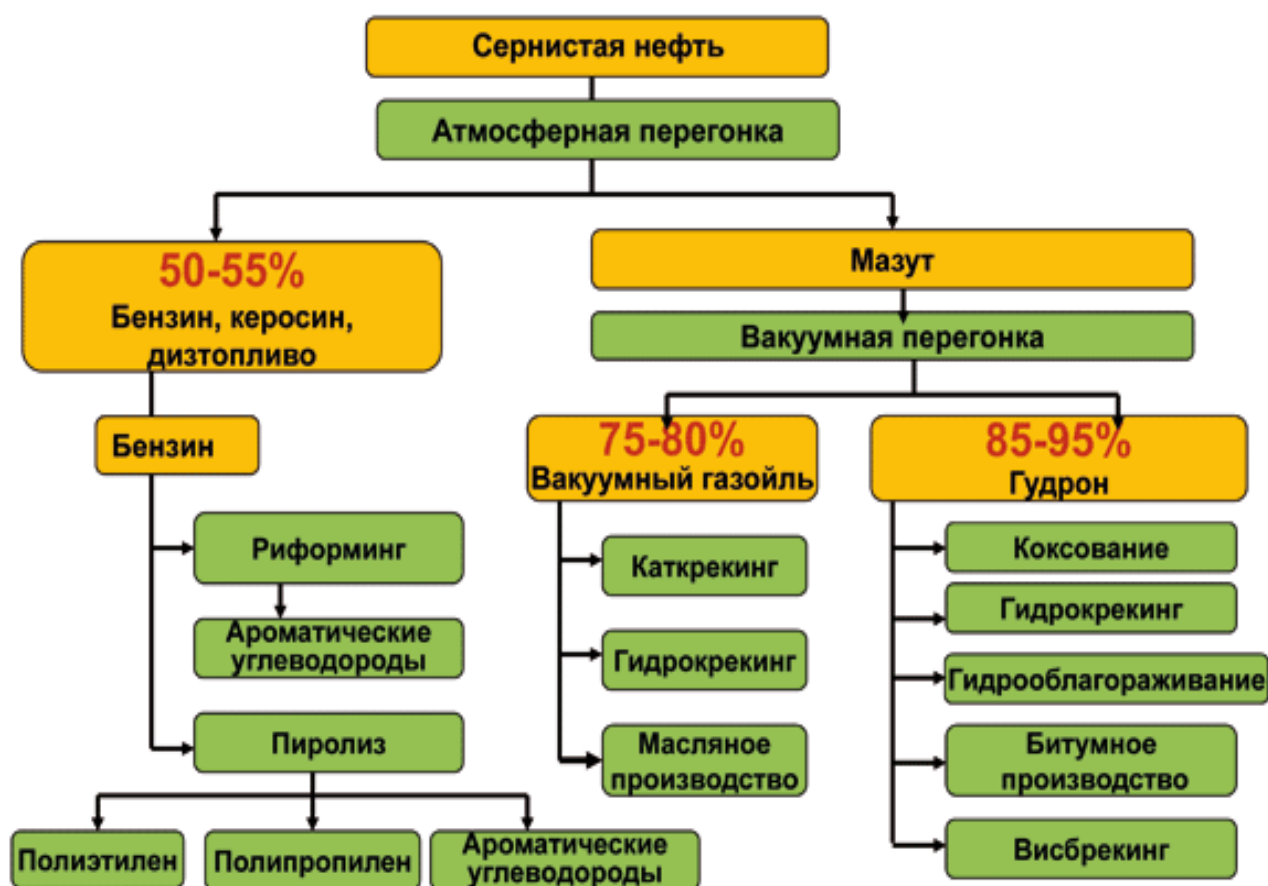 Сернистая нефть
Атмосферная перегонка
50-55%
Бензин, керосин,
дизтопливо
Мазут
Вакуумная перегонка
Бензин
75-80%
Вакуумный газойль
85-95%
Гудрон
Риформинг
Ароматические
углеводороды
Пиролиз
Полиэтилен
Полипропилен
Ароматические
углеводороды
Каткрекинг
Гидрокрекинг
Масляное
производство
Коксование
Гидрокрекинг
Гидрооблагораживание
Битумное
производство
Висбрекинг